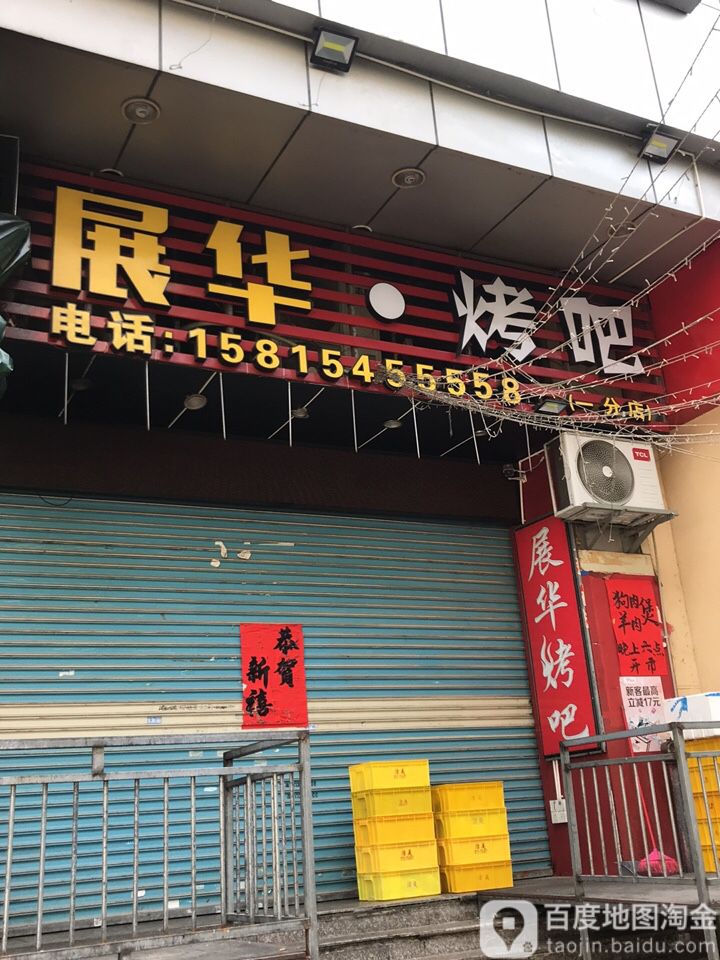 展华·烤吧
电话:15815455558
(一分店)
TCL
展华烤吧
狗肉
羊肉煲
晚上六点
开市
新客最高
立减17元
恭贺
新禧
百度地图淘金
taojin.baidu.com